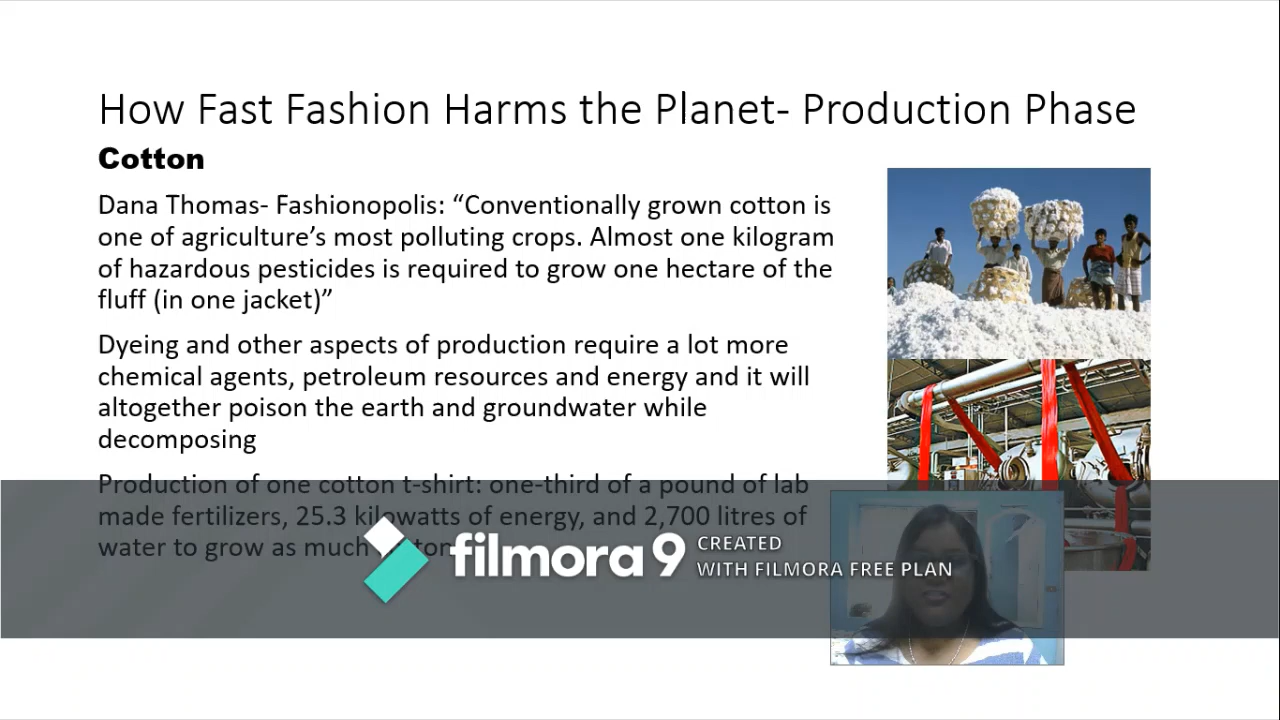 How Fast Fashion Harms the Planet- Production Phase
Cotton
Dana Thomas- Fashionopolis: “Conventionally grown cotton is
one of agriculture’s most polluting crops. Almost one kilogram
of hazardous pesticides is required to grow one hectare of the
fluff (in one jacket)”
Dyeing and other aspects of production require a lot more
chemical agents, petroleum resources and energy and it will
altogether poison the earth and groundwater while
decomposing
Production of one cotton t-shirt: one-third of a pound of lab
made fertilizers, 25.3 kilowatts of energy, and 2,700 litres of
water to grow as much
filmora 9
CREATED
WITH FILMORA FREE PLAN